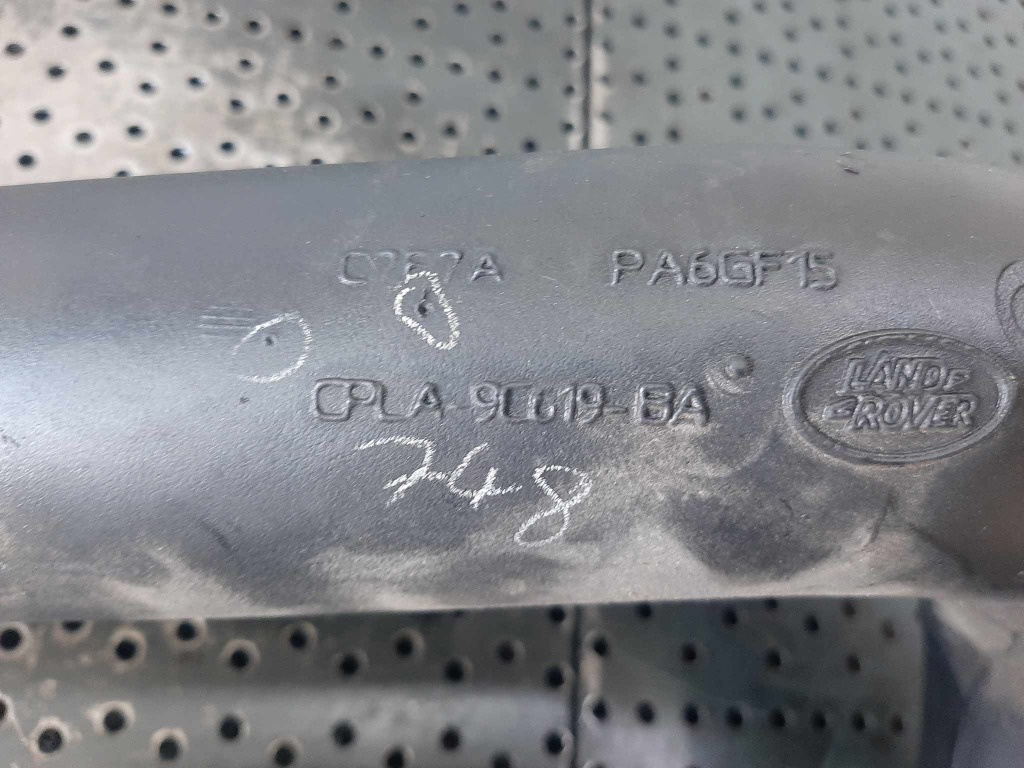 PA6GF15
LAND
ROVER
CPLA-9C619-BA
748